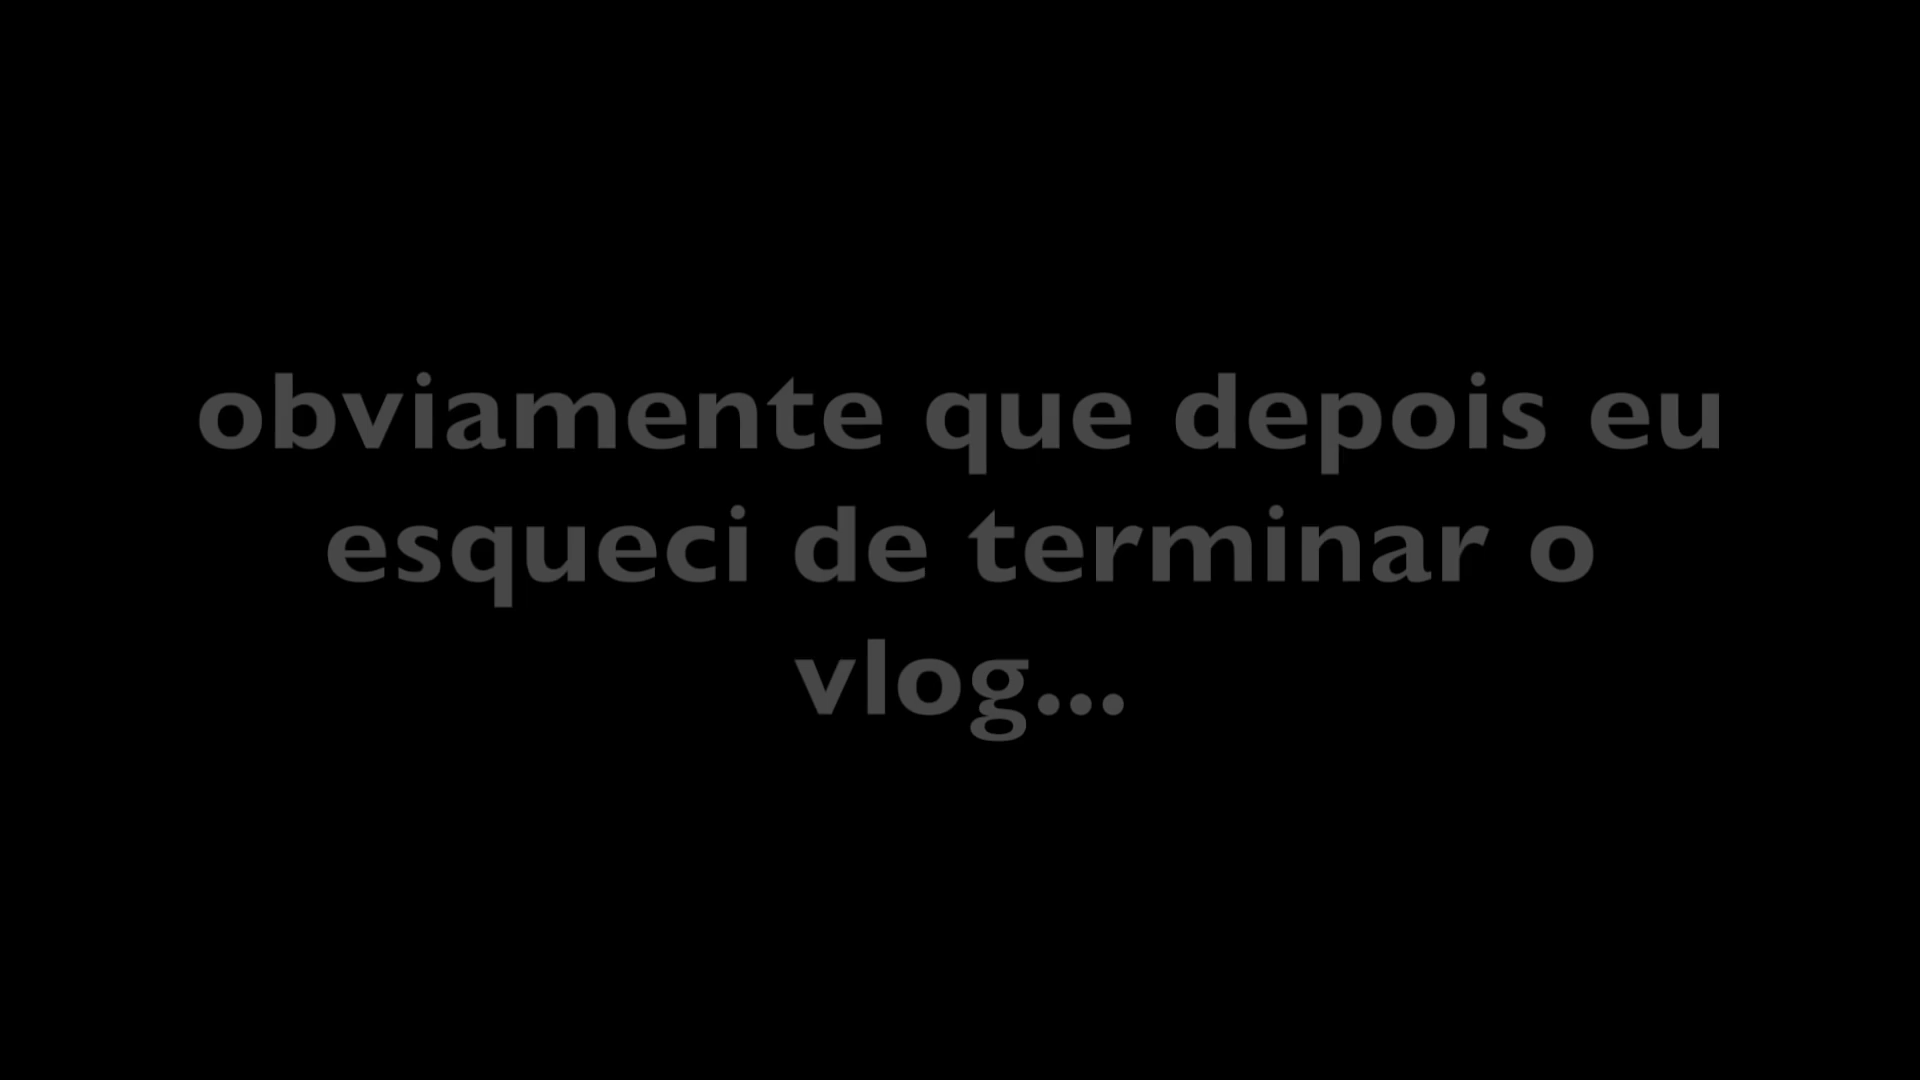 obviamente que depois eu
esqueci de terminar o
vlog...